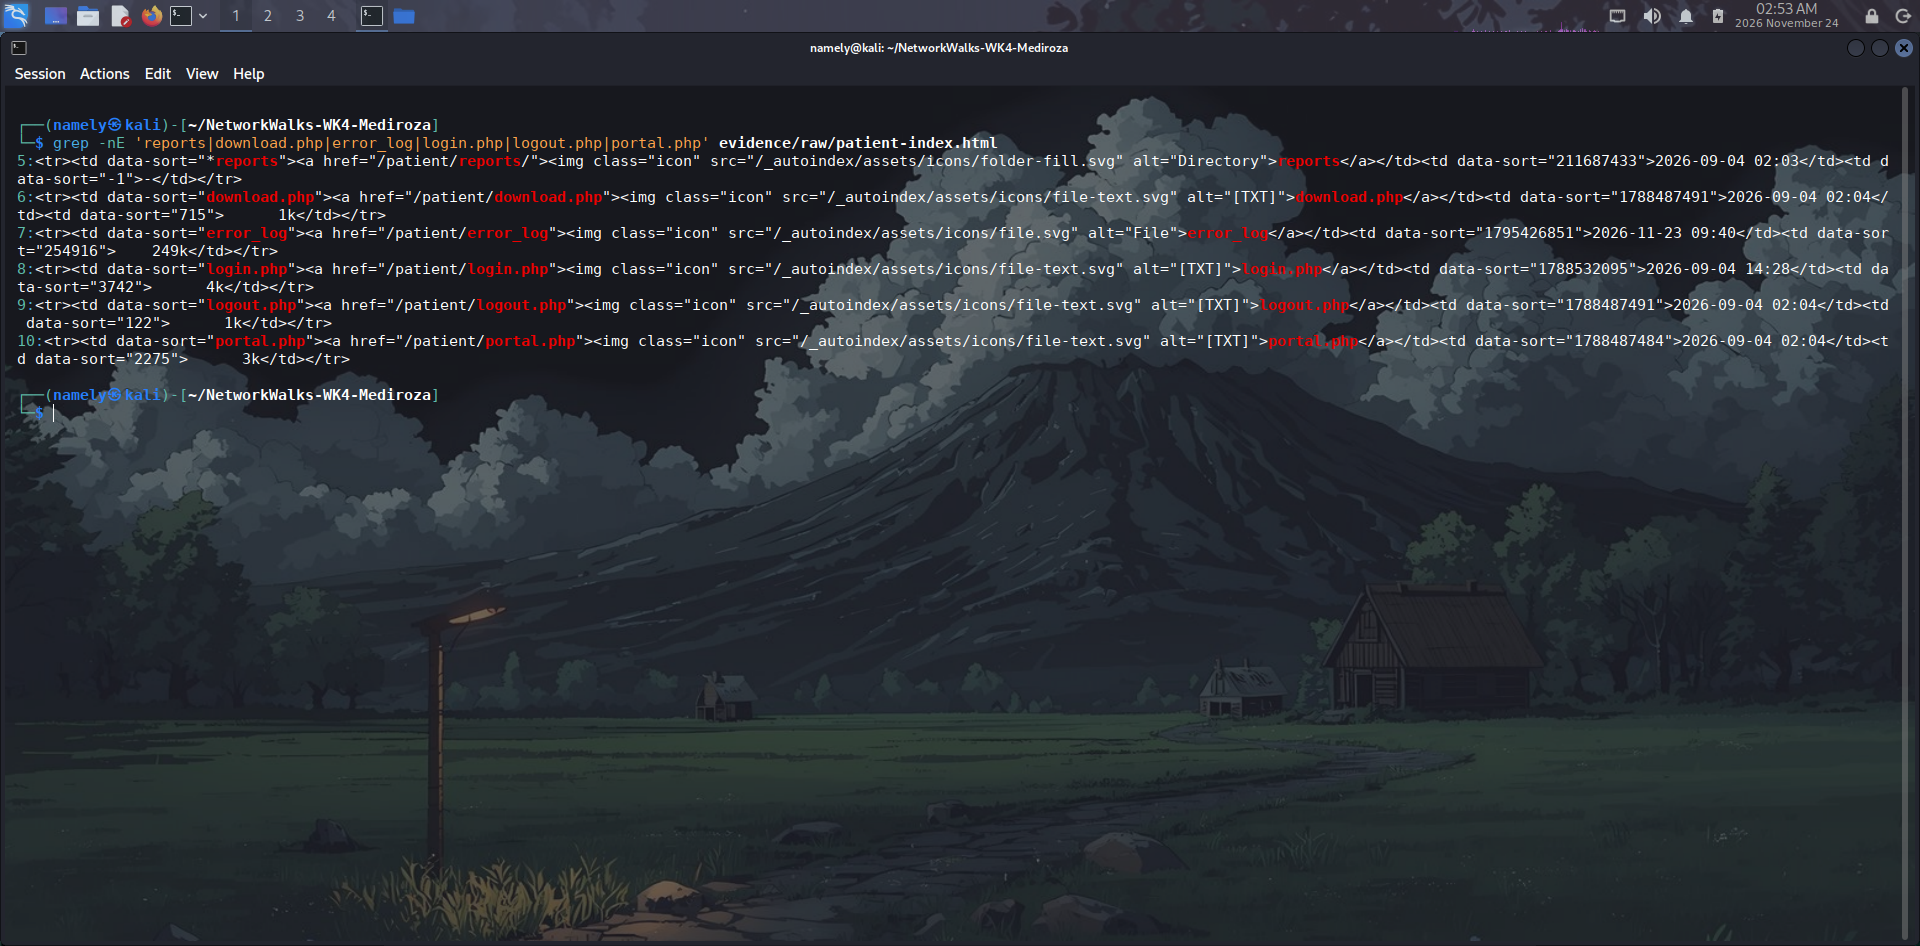 1 2 3 4
02:53 AM
2026 November 24
namely@kali: ~/NetworkWalks-WK4-Mediroza
Session Actions Edit View Help
┌──(namely㉿kali)-[~/NetworkWalks-WK4-Mediroza]
└─$ grep -nE 'reports|download.php|error_log|login.php|logout.php|portal.php' evidence/raw/patient-index.html
5:<tr><td data-sort="*reports"><a href="/patient/reports/"><img class="icon" src="/_autoindex/assets/icons/folder-fill.svg" alt="Directory">reports</a></td><td data-sort="211687433">2026-09-04 02:03</td><td d
ata-sort="-1">-</td></tr>
6:<tr><td data-sort="download.php"><a href="/patient/download.php"><img class="icon" src="/_autoindex/assets/icons/file-text.svg" alt="[TXT]">download.php</a></td><td data-sort="1788487491">2026-09-04 02:04</
td><td data-sort="715">      1k</td></tr>
7:<tr><td data-sort="error_log"><a href="/patient/error_log"><img class="icon" src="/_autoindex/assets/icons/file.svg" alt="File">error_log</a></td><td data-sort="1795426851">2026-11-23 09:40</td><td data-sor
t="254916">    249k</td></tr>
8:<tr><td data-sort="login.php"><a href="/patient/login.php"><img class="icon" src="/_autoindex/assets/icons/file-text.svg" alt="[TXT]">login.php</a></td><td data-sort="1788532095">2026-09-04 14:28</td><td da
ta-sort="3742">      4k</td></tr>
9:<tr><td data-sort="logout.php"><a href="/patient/logout.php"><img class="icon" src="/_autoindex/assets/icons/file-text.svg" alt="[TXT]">logout.php</a></td><td data-sort="1788487491">2026-09-04 02:04</td><td
 data-sort="122">      1k</td></tr>
10:<tr><td data-sort="portal.php"><a href="/patient/portal.php"><img class="icon" src="/_autoindex/assets/icons/file-text.svg" alt="[TXT]">portal.php</a></td><td data-sort="1788487484">2026-09-04 02:04</td><t
d data-sort="2275">      3k</td></tr>
┌──(namely㉿kali)-[~/NetworkWalks-WK4-Mediroza]
└─$